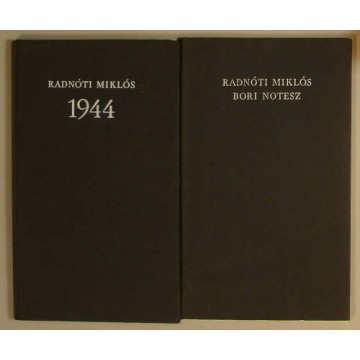 RADNÓTI MIKLÓS
1944
RADNÓTI MIKLÓS
BORI NOTESZ